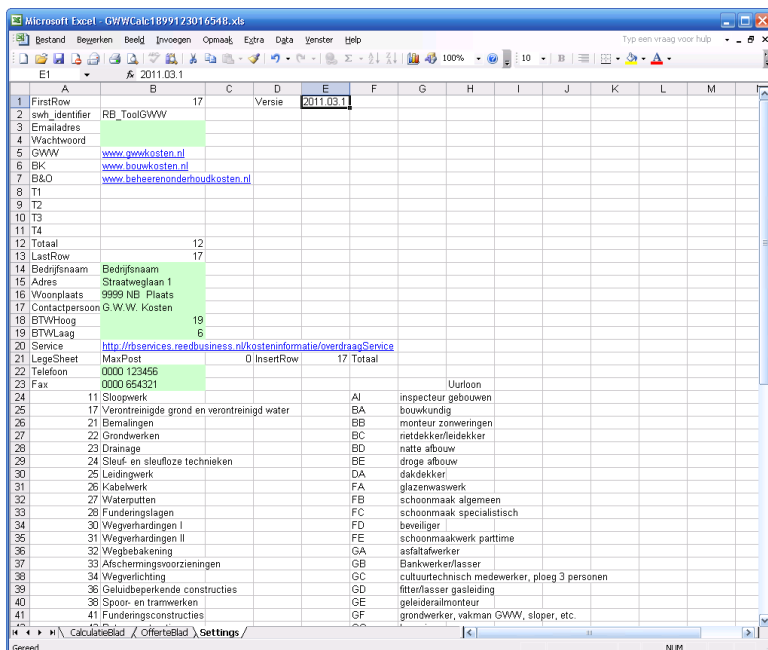 Microsoft Excel - GWWCalc1899123016548.xls
Bestand Bewerken Beeld Invoegen Opmaak Extra Data Venster Help Typ een vraag voor hulp
100% 10 B
E1 fx 2011.03.1
A B C D E F G H I J K L M
1 FirstRow 17 Versie 2011.03.1
2 swh_identifier RB_ToolGWW
3 Emailadres
4 Wachtwoord
5 GWW www.gwwkosten.nl
6 BK www.bouwkosten.nl
7 B&O www.beheerenonderhoudkosten.nl
8 T1
9 T2
10 T3
11 T4
12 Totaal 12
13 LastRow 17
14 Bedrijfsnaam Bedrijfsnaam
15 Adres Straatweglaan 1
16 Woonplaats 9999 NB Plaats
17 Contactpersoon G.W.W. Kosten
18 BTWHoog 19
19 BTWLaag 6
20 Service http://rbservices.reedbusiness.nl/kosteninformatie/overdraagService
21 LegeSheet MaxPost 0 InsertRow 17 Totaal
22 Telefoon 0000 123456
23 Fax 0000 654321 Uurloon
24 11 Sloopwerk AI inspecteur gebouwen
25 17 Verontreinigde grond en verontreinigd water BA bouwkundig
26 21 Bemalingen BB monteur zonweringen
27 22 Grondwerken BC rietdekker/leidekker
28 23 Drainage BD natte afbouw
29 24 Sleuf- en sleufloze technieken BE droge afbouw
30 25 Leidingwerk DA dakdekker
31 26 Kabelwerk FA glazenwaswerk
32 27 Waterputten FB schoonmaak algemeen
33 28 Funderingslagen FC schoonmaak specialistisch
34 30 Wegverhardingen I FD beveiliger
35 31 Wegverhardingen II FE schoonmaakwerk parttime
36 32 Wegbebakening GA asfaltafwerker
37 33 Afschermingsvoorzieningen GB Bankwerker/lasser
38 34 Wegverlichting GC cultuurtechnisch medewerker, ploeg 3 personen
39 36 Geluidbeperkende constructies GD fitter/lasser gasleiding
40 38 Spoor- en tramwerken GE geleiderailmonteur
41 41 Funderingsconstructies GF grondwerker, vakman GWW, sloper, etc.
CalculatieBlad OfferteBlad Settings
Gereed NUM